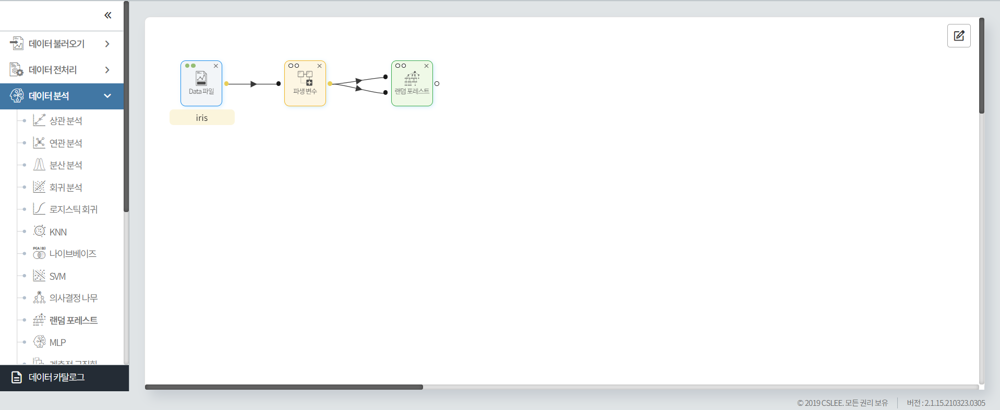 데이터 불러오기
데이터 전처리
데이터 분석
상관 분석
연관 분석
분산 분석
회귀 분석
로지스틱 회귀
KNN
P(A|B)
나이브베이즈
SVM
의사결정 나무
랜덤 포레스트
MLP
데이터 카탈로그
Data 파일
iris
파생 변수
랜덤 포레스트
© 2019 CSLEE. 모든 권리 보유
버전 : 2.1.15.210323.0305